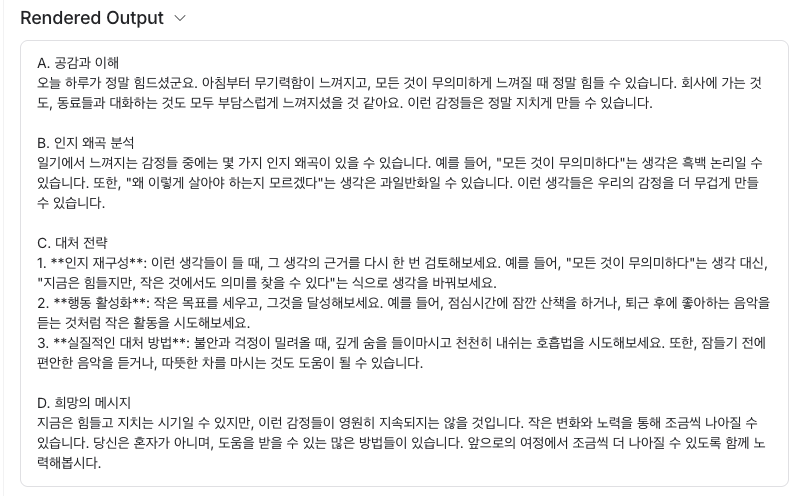 Rendered Output
A. 공감과 이해
오늘 하루가 정말 힘드셨군요. 아침부터 무기력함이 느껴지고, 모든 것이 무의미하게 느껴질 때 정말 힘들 수 있습니다. 회사에 가는 것
도, 동료들과 대화하는 것도 모두 부담스럽게 느껴지셨을 것 같아요. 이런 감정들은 정말 지치게 만들 수 있습니다.
B. 인지 왜곡 분석
일기에서 느껴지는 감정들 중에는 몇 가지 인지 왜곡이 있을 수 있습니다. 예를 들어, "모든 것이 무의미하다"는 생각은 흑백 논리일 수
있습니다. 또한, "왜 이렇게 살아야 하는지 모르겠다"는 생각은 과일반화일 수 있습니다. 이런 생각들은 우리의 감정을 더 무겁게 만들
수 있습니다.
C. 대처 전략
1. **인지 재구성**: 이런 생각들이 들 때, 그 생각의 근거를 다시 한 번 검토해보세요. 예를 들어, "모든 것이 무의미하다"는 생각 대신,
"지금은 힘들지만, 작은 것에서도 의미를 찾을 수 있다"는 식으로 생각을 바꿔보세요.
2. **행동 활성화**: 작은 목표를 세우고, 그것을 달성해보세요. 예를 들어, 점심시간에 잠깐 산책을 하거나, 퇴근 후에 좋아하는 음악을
듣는 것처럼 작은 활동을 시도해보세요.
3. **실질적인 대처 방법**: 불안과 걱정이 밀려올 때, 깊게 숨을 들이마시고 천천히 내쉬는 호흡법을 시도해보세요. 또한, 잠들기 전에
편안한 음악을 듣거나, 따뜻한 차를 마시는 것도 도움이 될 수 있습니다.
D. 희망의 메시지
지금은 힘들고 지치는 시기일 수 있지만, 이런 감정들이 영원히 지속되지는 않을 것입니다. 작은 변화와 노력을 통해 조금씩 나아질 수
있습니다. 당신은 혼자가 아니며, 도움을 받을 수 있는 많은 방법들이 있습니다. 앞으로의 여정에서 조금씩 더 나아질 수 있도록 함께 노
력해봅시다.